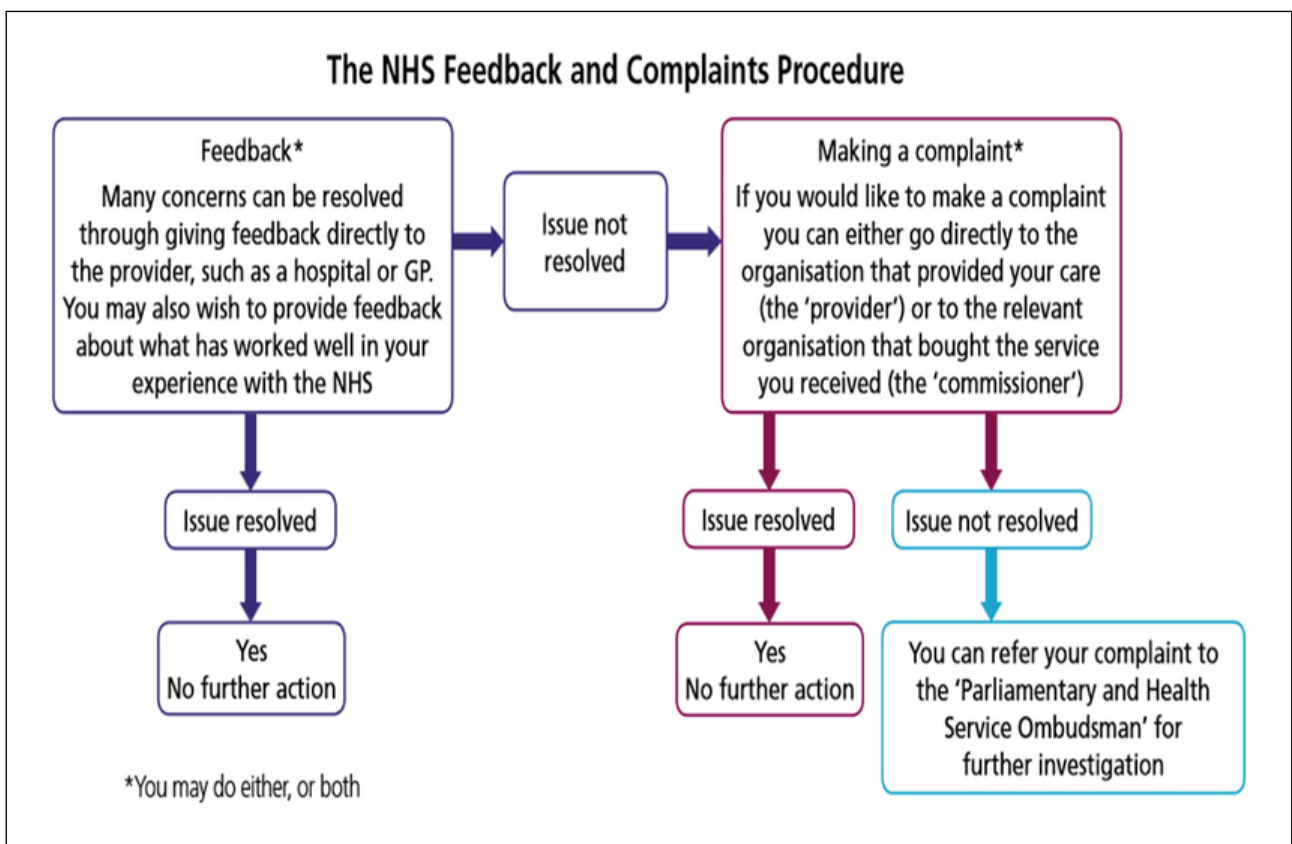 The NHS Feedback and Complaints Procedure
Feedback*
Many concerns can be resolved
through giving feedback directly to
the provider, such as a hospital or GP.
You may also wish to provide feedback
about what has worked well in your
experience with the NHS
Issue not
resolved
Making a complaint*
If you would like to make a complaint
you can either go directly to the
organisation that provided your care
(the ‘provider’) or to the relevant
organisation that bought the service
you received (the ‘commissioner’)
Issue resolved
Yes
No further action
Issue resolved
Yes
No further action
Issue not resolved
You can refer your complaint to
the ‘Parliamentary and Health
Service Ombudsman’ for
further investigation
*You may do either, or both